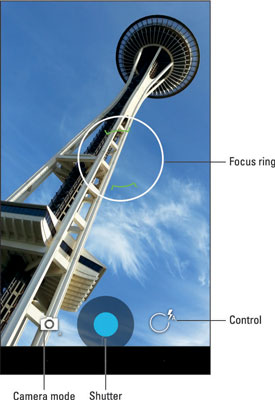 Focus ring
Control
Camera mode
Shutter